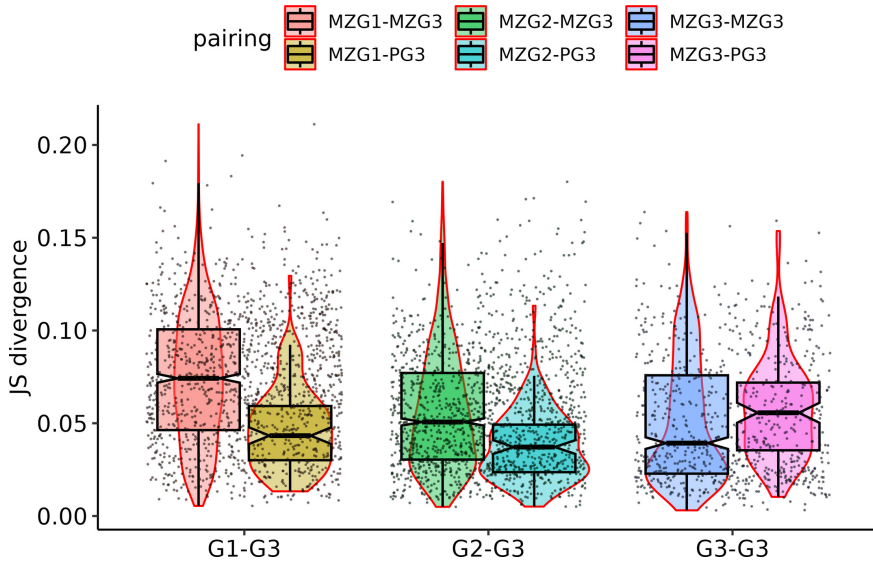 pairing
MZG1-MZG3 MZG2-MZG3 MZG3-MZG3
MZG1-PG3 MZG2-PG3 MZG3-PG3
JS divergence
0.20
0.15
0.10
0.05
0.00
G1-G3 G2-G3 G3-G3